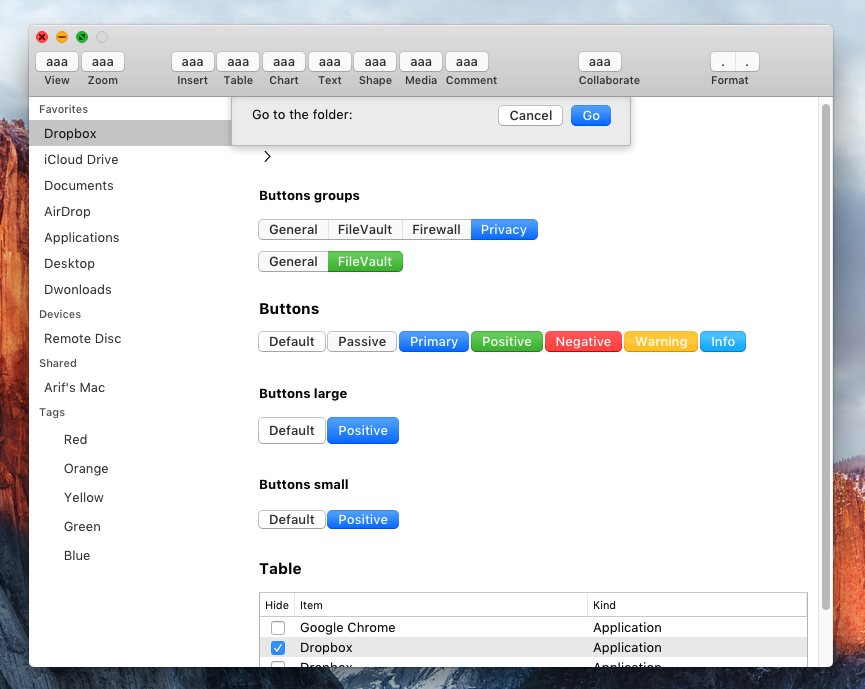 aaa aaa aaa aaa aaa aaa aaa aaa aaa aaa . .
View Zoom Insert Table Chart Text Shape Media Comment Collaborate Format
Favorites
Dropbox
iCloud Drive
Documents
AirDrop
Applications
Desktop
Dwonloads
Devices
Remote Disc
Shared
Arif's Mac
Tags
Red
Orange
Yellow
Green
Blue
Go to the folder: Cancel Go
>
Buttons groups
General FileVault Firewall Privacy
General FileVault
Buttons
Default Passive Primary Positive Negative Warning Info
Buttons large
Default Positive
Buttons small
Default Positive
Table
Hide Item Kind
Google Chrome Application
Dropbox Application
Dropbox Application